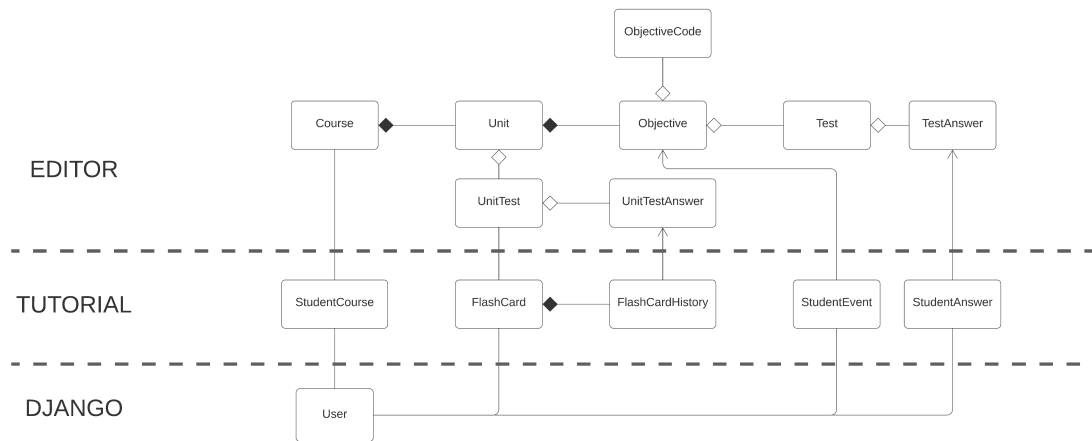 ObjectiveCode
Course
Unit
Objective
Test
TestAnswer
EDITOR
UnitTest
UnitTestAnswer
TUTORIAL
StudentCourse
FlashCard
FlashCardHistory
StudentEvent
StudentAnswer
DJANGO
User